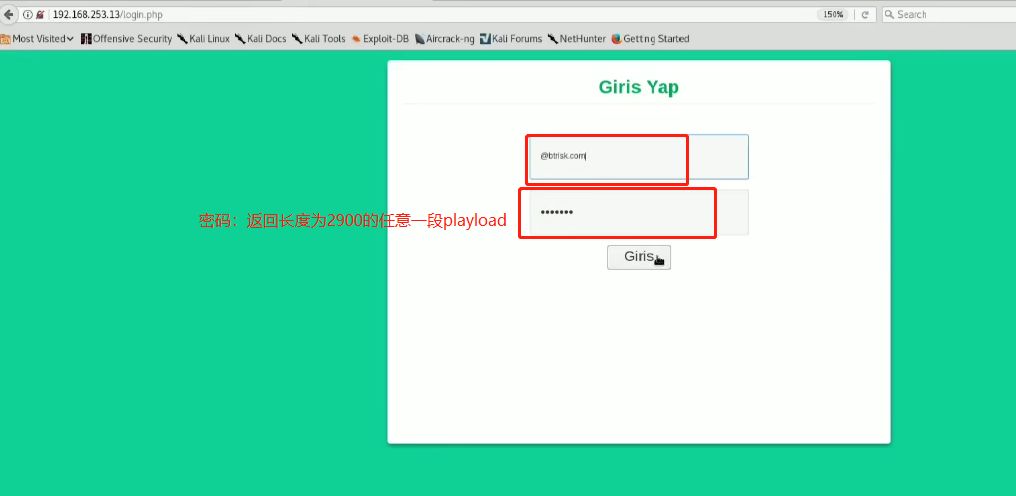 192.168.253.13/login.php
150%
Search
Most Visited
Offensive Security
Kali Linux
Kali Docs
Kali Tools
Exploit-DB
Aircrack-ng
Kali Forums
NetHunter
Getting Started
Giris Yap
@btrisk.com
密码：返回长度为2900的任意一段playload
•••••••
Giris